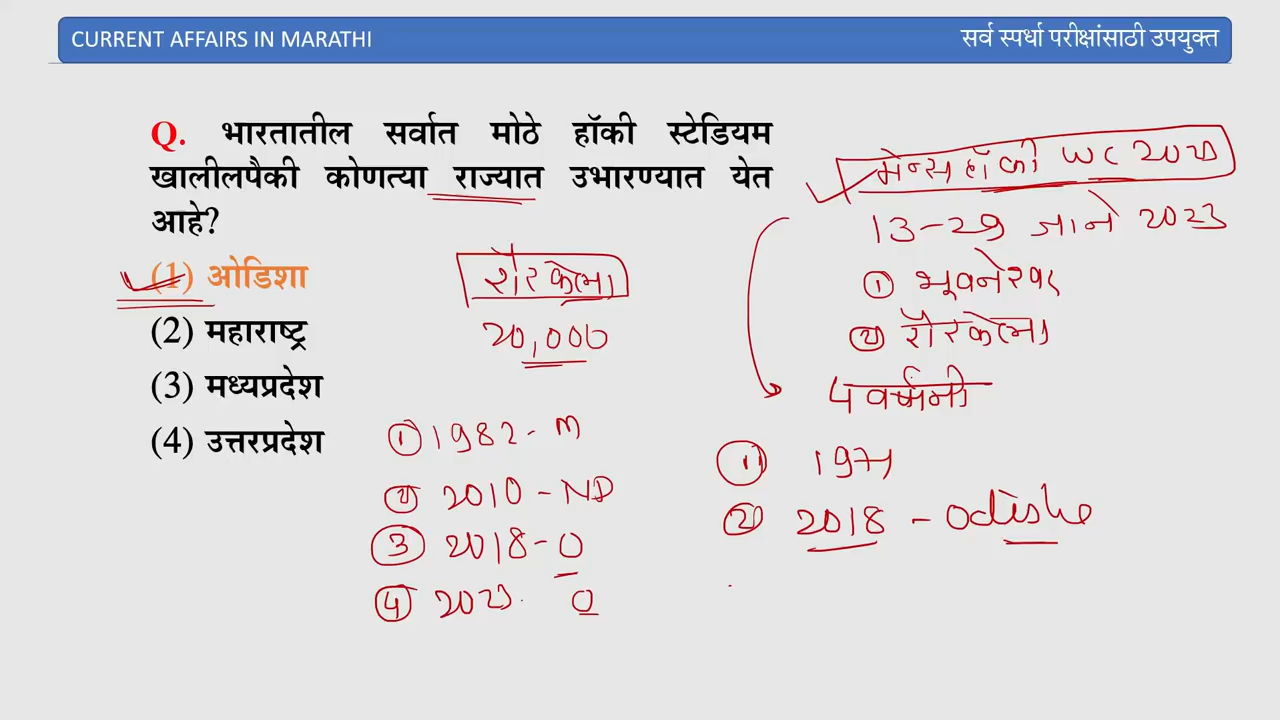 CURRENT AFFAIRS IN MARATHI
सर्व स्पर्धा परीक्षांसाठी उपयुक्त
Q. भारतातील सर्वात मोठे हॉकी स्टेडियम
खालीलपैकी कोणत्या राज्यात उभारण्यात येत
आहे?
(1) ओडिशा
(2) महाराष्ट्र
(3) मध्यप्रदेश
(4) उत्तरप्रदेश
20,000
① 1982 - M
② 2010 - ND
③ 2018 - O
④ 2023 O
मेन्स हॉकी WC 2023
13-29 जाने 2023
① भूवनेश्वर
② रौरकेला
4 वर्षांनी
① 1971
② 2018 - Odisha